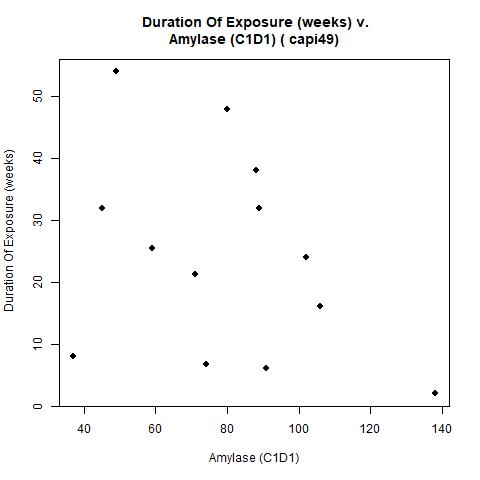 Duration Of Exposure (weeks) v.
Amylase (C1D1) ( capi49)
Duration Of Exposure (weeks)
50
40
30
20
10
0
40 60 80 100 120 140
Amylase (C1D1)